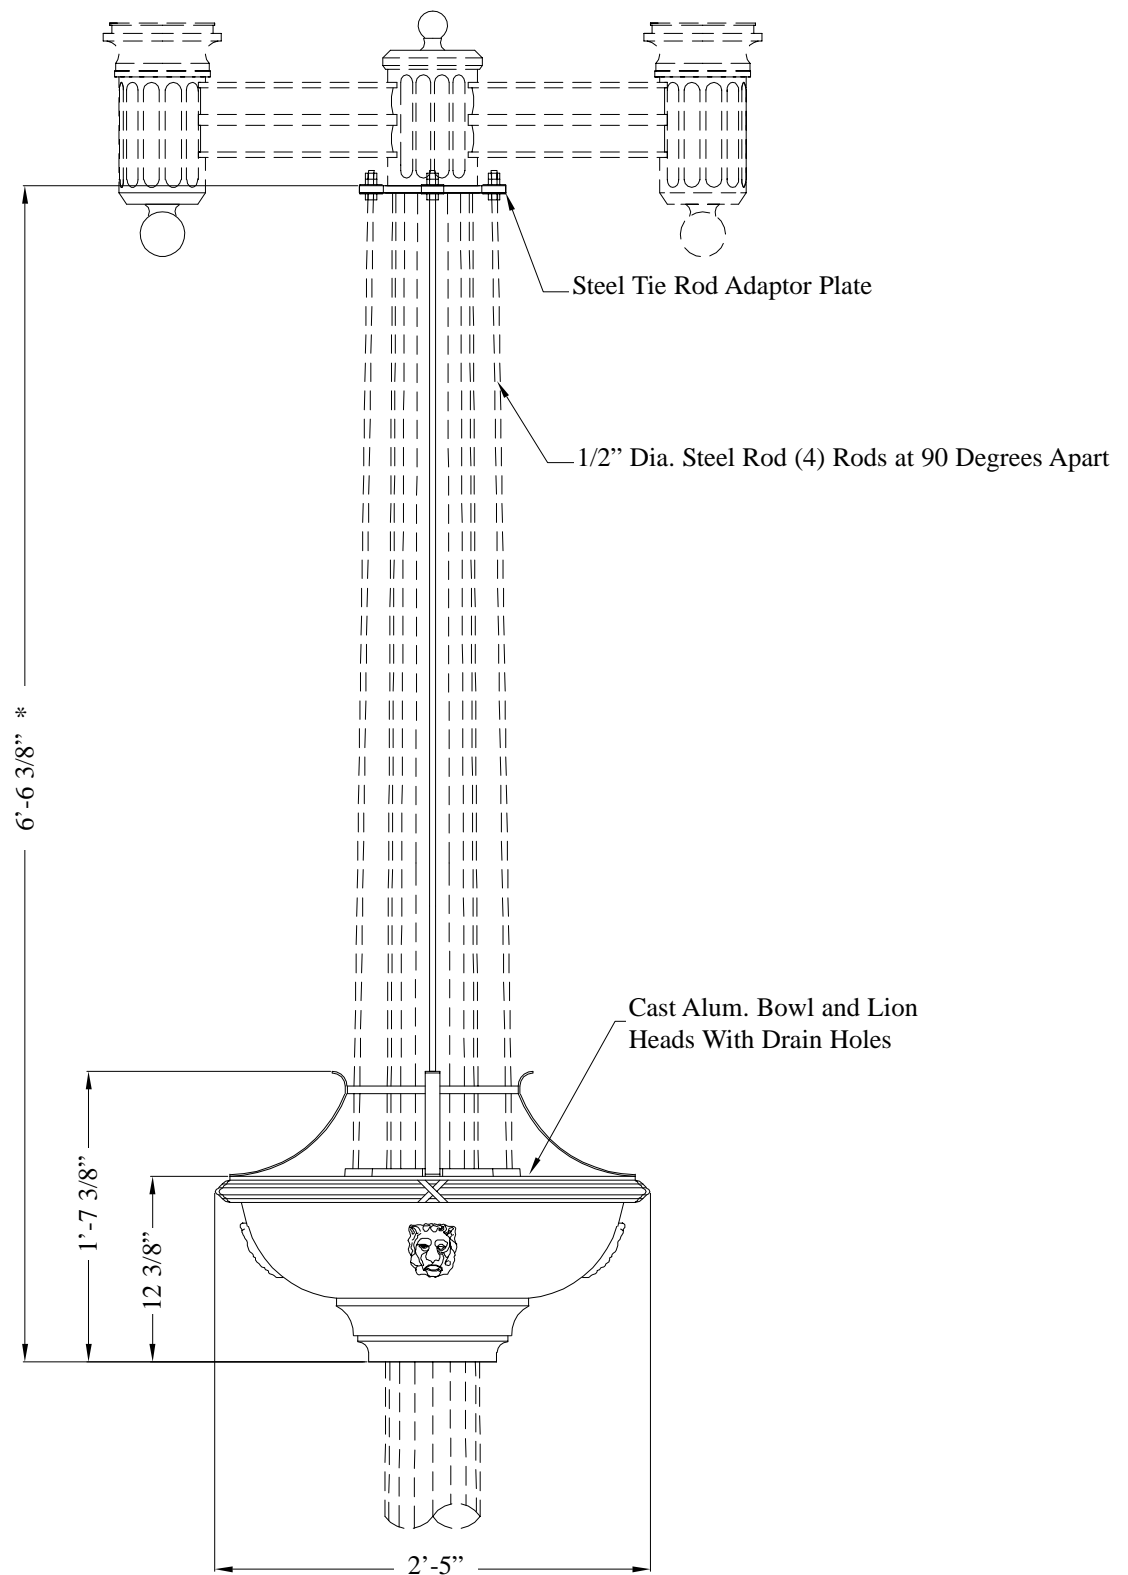 Steel Tie Rod Adaptor Plate
1/2” Dia. Steel Rod (4) Rods at 90 Degrees Apart
6’-6 3/8” *
Cast Alum. Bowl and Lion
Heads With Drain Holes
1’-7 3/8”
12 3/8”
2’-5”